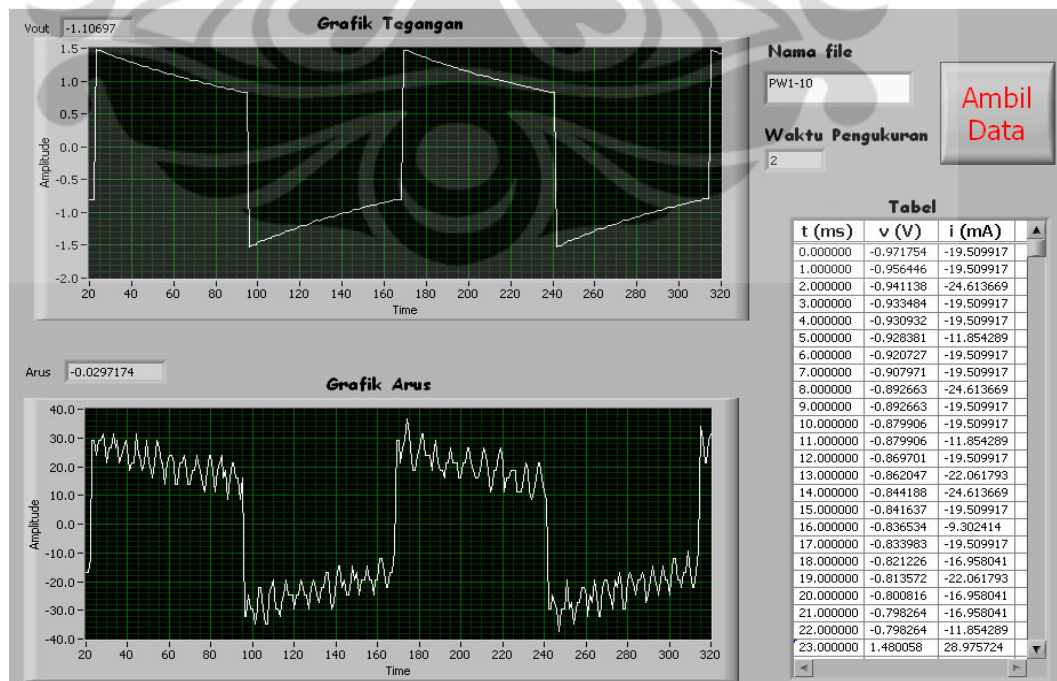 Vout -1.10697
Grafik Tegangan
1.5
1.0
0.5
0.0
-0.5
-1.0
-1.5
-2.0
Amplitude
20 40 60 80 100 120 140 160 180 200 220 240 260 280 300 320
Time
Nama file
PW1-10
Waktu Pengukuran
2
Ambil
Data
Arus -0.0297174
Grafik Arus
40.0
30.0
20.0
10.0
0.0
-10.0
-20.0
-30.0
-40.0
Amplitude
20 40 60 80 100 120 140 160 180 200 220 240 260 280 300 320
Time
Tabel
t (ms) v (V) i (mA)
0.000000 -0.971754 -19.509917
1.000000 -0.956446 -19.509917
2.000000 -0.941138 -24.613669
3.000000 -0.933484 -19.509917
4.000000 -0.930932 -19.509917
5.000000 -0.928381 -11.854289
6.000000 -0.920727 -19.509917
7.000000 -0.907971 -19.509917
8.000000 -0.892663 -24.613669
9.000000 -0.892663 -19.509917
10.000000 -0.879906 -19.509917
11.000000 -0.879906 -11.854289
12.000000 -0.869701 -19.509917
13.000000 -0.862047 -22.061793
14.000000 -0.844188 -24.613669
15.000000 -0.841637 -19.509917
16.000000 -0.836534 -9.302414
17.000000 -0.833983 -19.509917
18.000000 -0.821226 -16.958041
19.000000 -0.813572 -22.061793
20.000000 -0.800816 -16.958041
21.000000 -0.798264 -16.958041
22.000000 -0.798264 -11.854289
23.000000 1.480058 28.975724